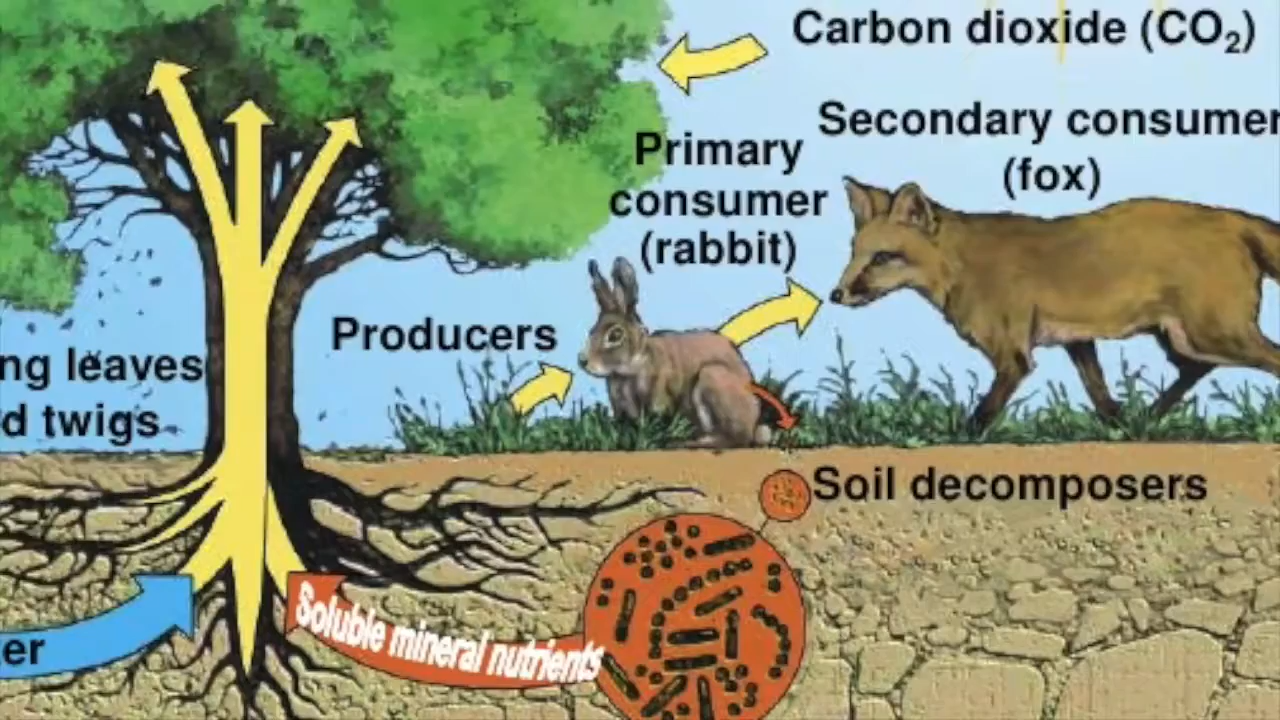 Carbon dioxide (CO₂)
Secondary consumer
(fox)
Primary
consumer
(rabbit)
Producers
ng leaves
d twigs
Soil decomposers
Soluble mineral nutrients
er